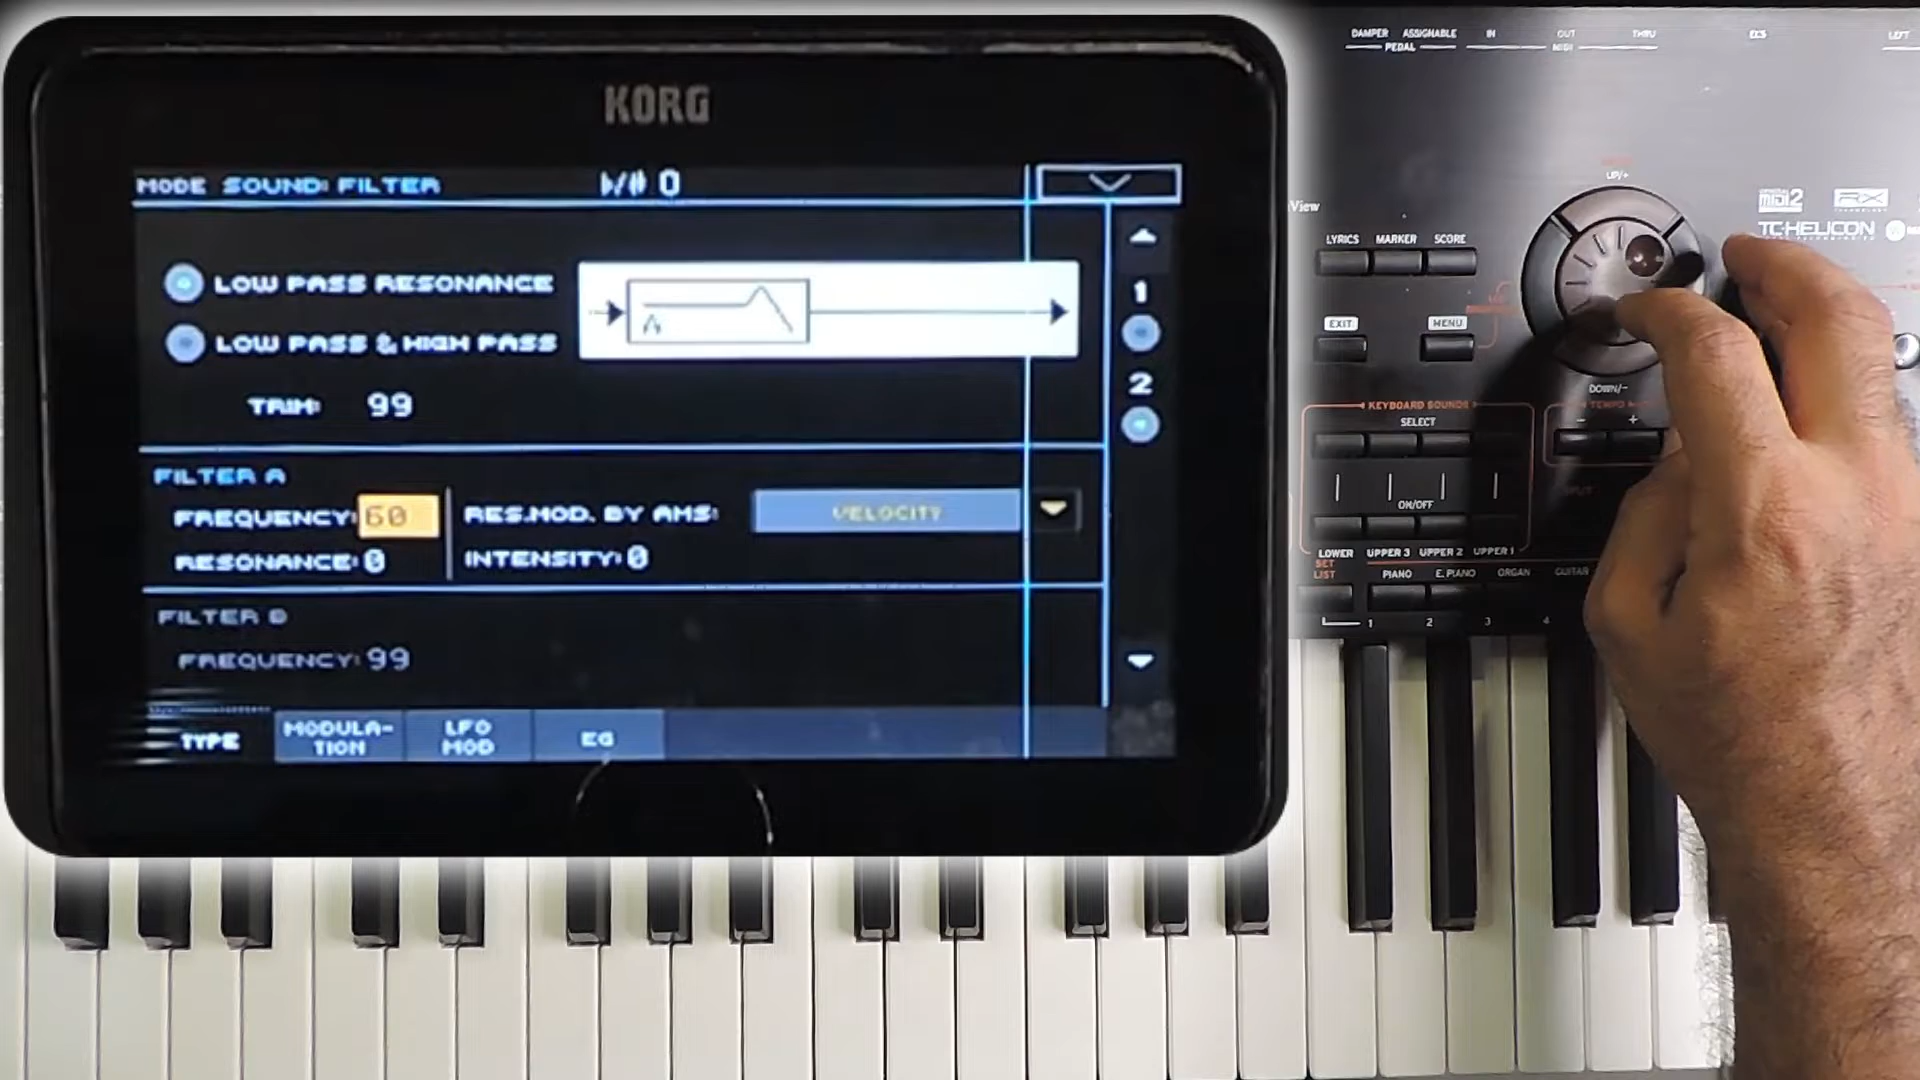 DAMPER ASSIGNABLE IN OUT THRU LEFT
PEDAL MIDI
KORG
MODE SOUND: FILTER 0
UP/+
View
midi2 RX
TC-HELICON
LYRICS MARKER SCORE
LOW PASS RESONANCE
A
1
LOW PASS & HIGH PASS
EXIT MENU
2
DOWN/-
TRIM: 99
KEYBOARD SOUNDS
TEMPO
SELECT
- +
FILTER A
FREQUENCY: 60 RES.MOD. BY AMS: VELOCITY
ON/OFF
RESONANCE: 0 INTENSITY: 0
LOWER UPPER 3 UPPER 2 UPPER 1
SET LIST PIANO E. PIANO ORGAN GUITAR
FILTER B
1 2 3 4
FREQUENCY: 99
TYPE MODULA-TION LFO MOD EG